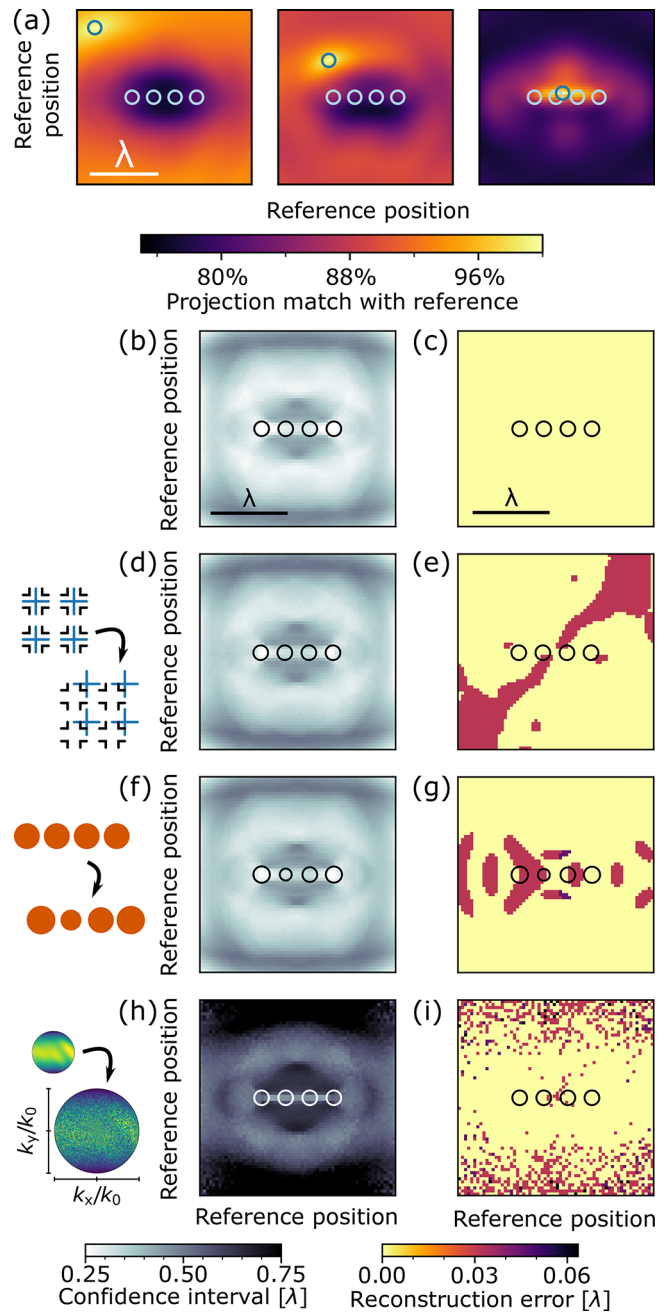 (a)
Reference
position
λ
Reference position
80% 88% 96%
Projection match with reference
(b) (c)
Reference position
λ λ
(d) (e)
Reference position
(f) (g)
Reference position
(h) (i)
Reference position
ky/k0
kx/k0
Reference position Reference position
0.25 0.50 0.75 0.00 0.03 0.06
Confidence interval [λ] Reconstruction error [λ]